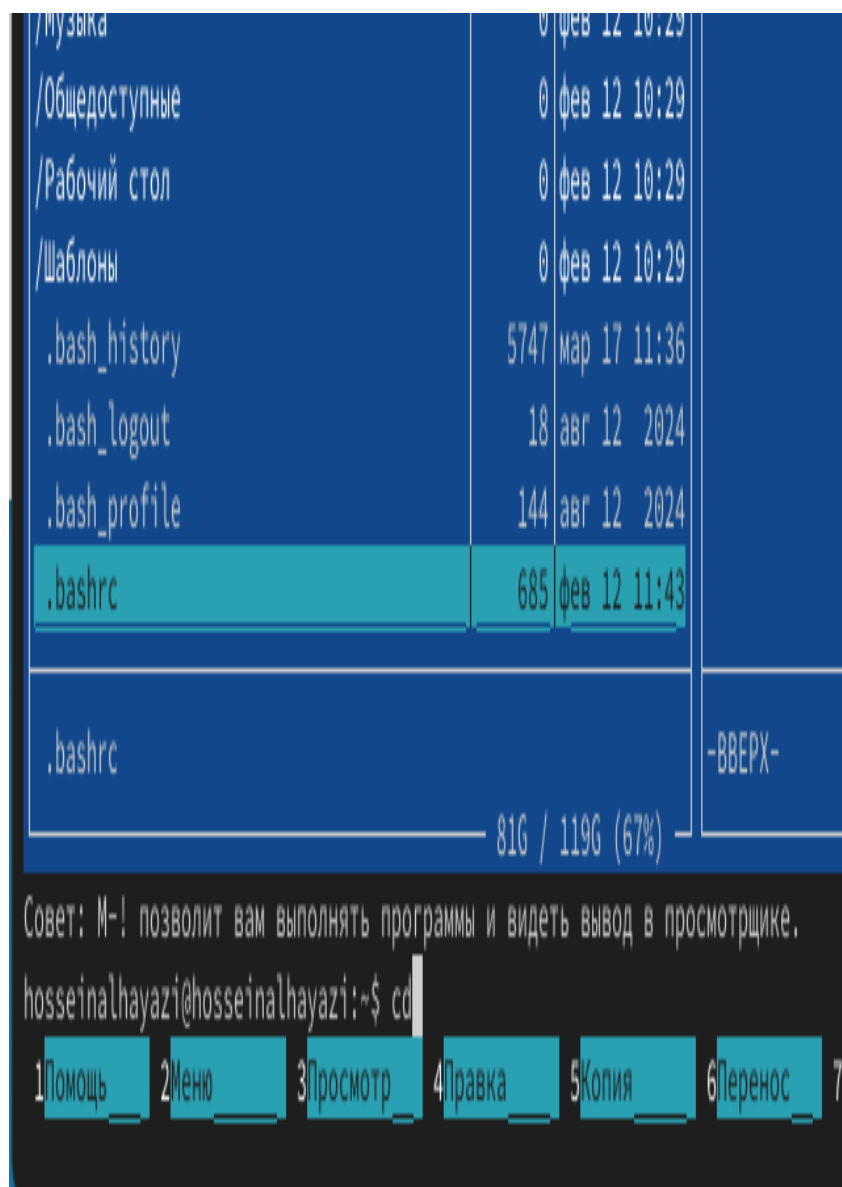 /Музыка 0 фев 12 10:29
/Общедоступные 0 фев 12 10:29
/Рабочий стол 0 фев 12 10:29
/Шаблоны 0 фев 12 10:29
.bash_history 5747 мар 17 11:36
.bash_logout 18 авг 12 2024
.bash_profile 144 авг 12 2024
.bashrc 685 фев 12 11:43
.bashrc -ВВЕРХ-
81G / 119G (67%)
Совет: M-! позволит вам выполнять программы и видеть вывод в просмотрщике.
hosseinalhayazi@hosseinalhayazi:~$ cd
1Помощь 2Меню 3Просмотр 4Правка 5Копия 6Перенос 7